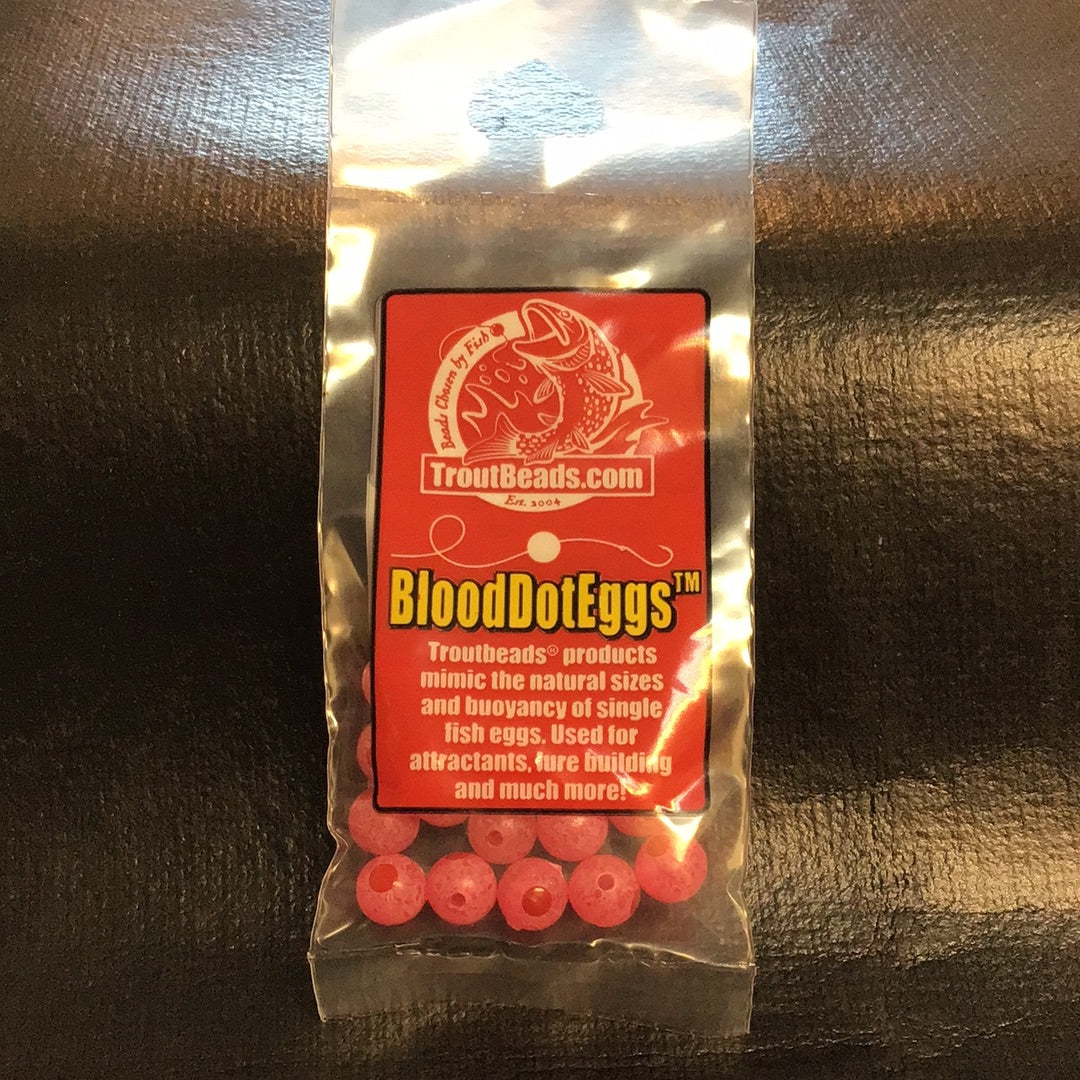 Beads Chosen by Fish
TroutBeads.com
Est. 2004
BloodDotEggs™
Troutbeads® products
mimic the natural sizes
and buoyancy of single
fish eggs. Used for
attractants, lure building
and much more!